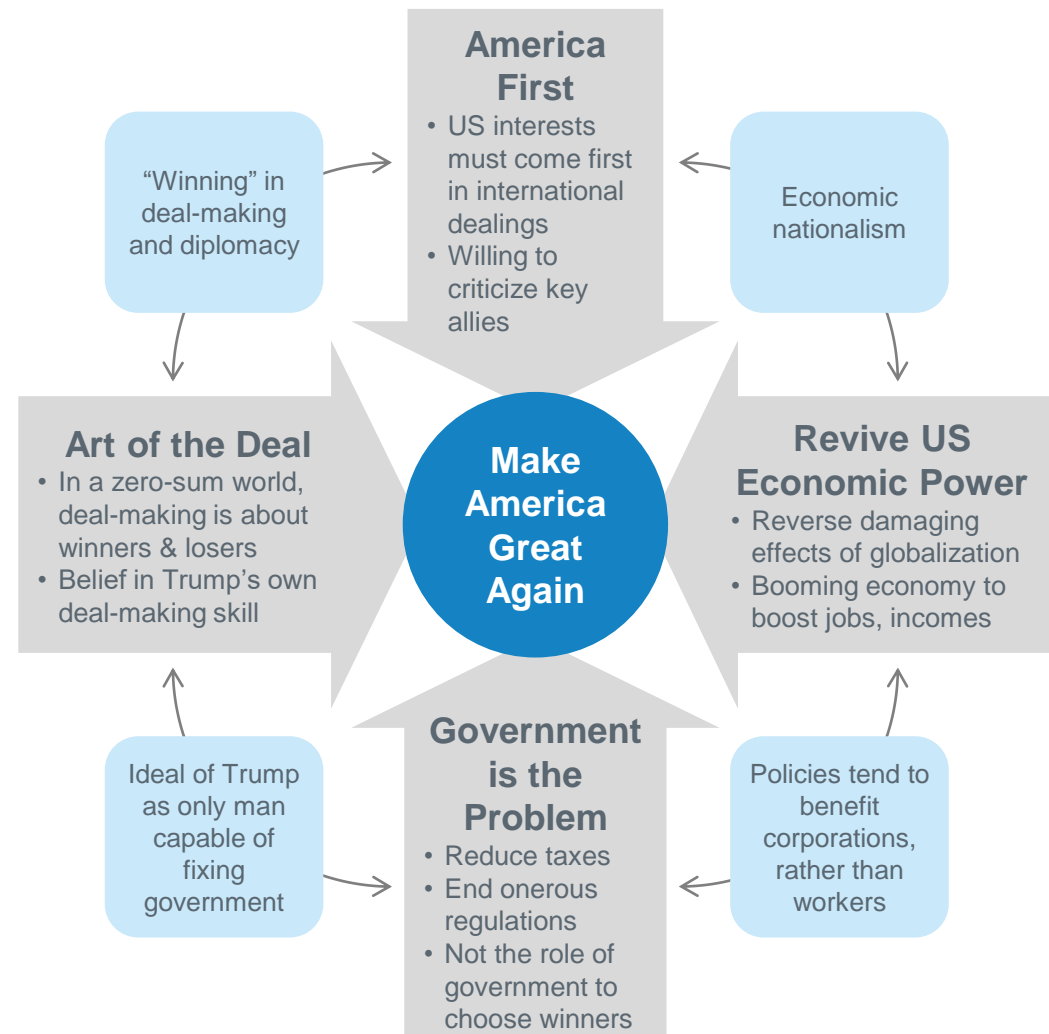 America
First
• US interests
must come first
in international
dealings
• Willing to
criticize key
allies
“Winning” in
deal-making
and diplomacy
Economic
nationalism
Art of the Deal
• In a zero-sum world,
deal-making is about
winners & losers
• Belief in Trump’s own
deal-making skill
Make
America
Great
Again
Revive US
Economic Power
• Reverse damaging
effects of globalization
• Booming economy to
boost jobs, incomes
Ideal of Trump
as only man
capable of
fixing
government
Government
is the
Problem
• Reduce taxes
• End onerous
regulations
• Not the role of
government to
choose winners
Policies tend to
benefit
corporations,
rather than
workers